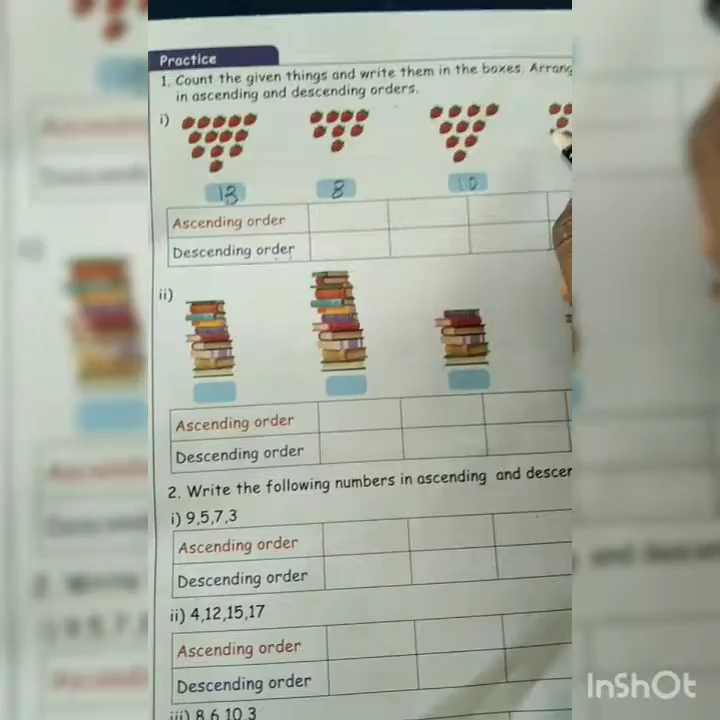 Practice
1. Count the given things and write them in the boxes. Arrang
in ascending and descending orders.
i)
13 8 10
Ascending order
Descending order
ii)
Ascending order
Descending order
2. Write the following numbers in ascending and descen
i) 9,5,7,3
Ascending order
Descending order
ii) 4,12,15,17
Ascending order
Descending order
iii) 8,6,10,3
InShOt